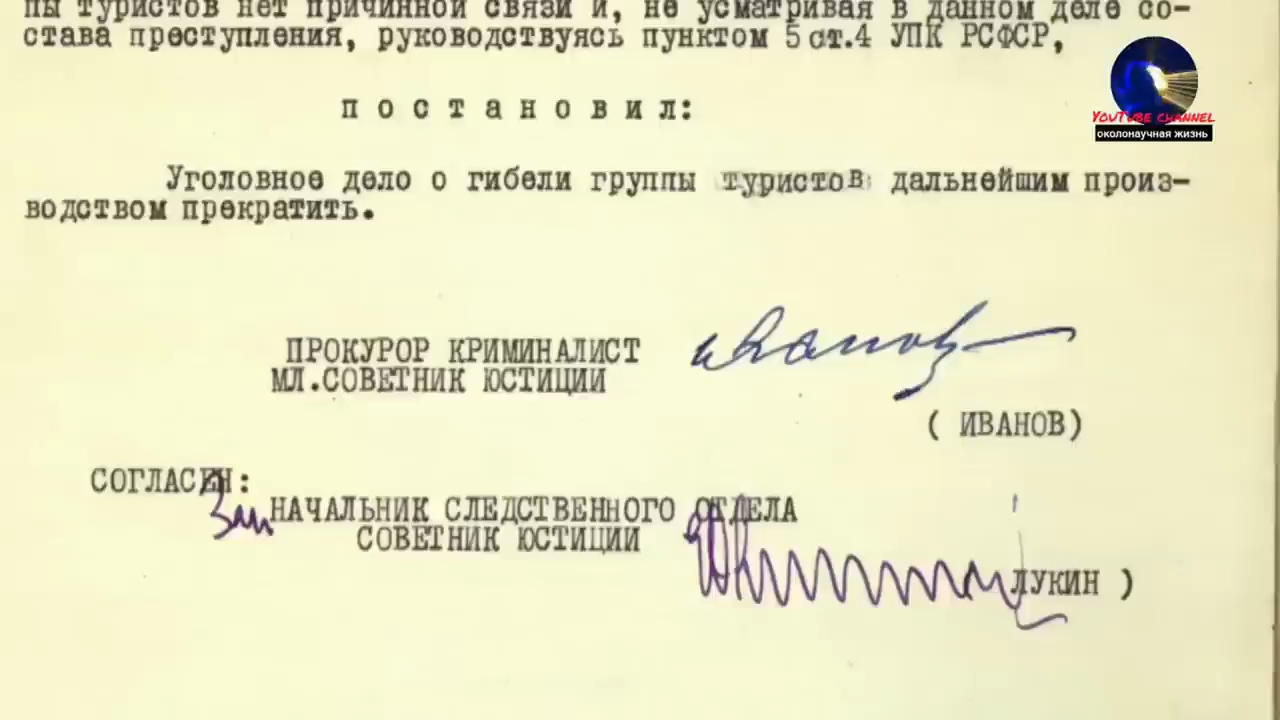 пы туристов нет причинной связи и, не усматривая в данном деле со-
става преступления, руководствуясь пунктом 5 ст.4 УПК РСФСР,
YouTube channel
околонаучная жизнь
п о с т а н о в и л:
Уголовное дело о гибели группы туристов дальнейшим произ-
водством прекратить.
ПРОКУРОР КРИМИНАЛИСТ
МЛ.СОВЕТНИК ЮСТИЦИИ
иванов
( ИВАНОВ)
СОГЛАСЕН:
Зам НАЧАЛЬНИК СЛЕДСТВЕННОГО ОТДЕЛА
СОВЕТНИК ЮСТИЦИИ
ЛУКИН )